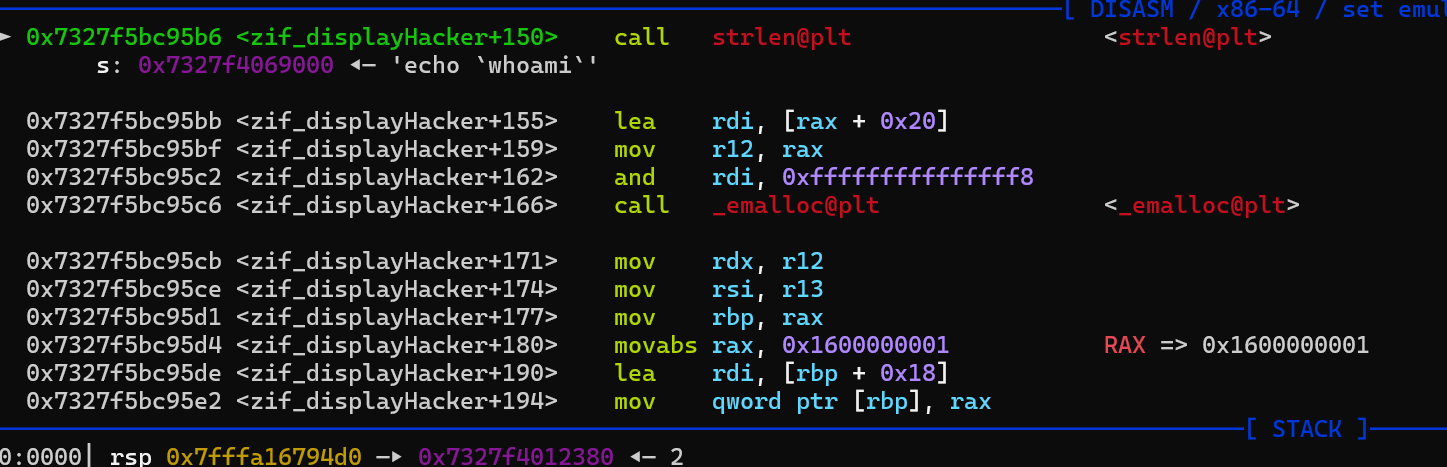 [ DISASM / x86-64 / set emul
► 0x7327f5bc95b6 <zif_displayHacker+150> call strlen@plt <strlen@plt>
s: 0x7327f4069000 ◂— 'echo `whoami`'
0x7327f5bc95bb <zif_displayHacker+155> lea rdi, [rax + 0x20]
0x7327f5bc95bf <zif_displayHacker+159> mov r12, rax
0x7327f5bc95c2 <zif_displayHacker+162> and rdi, 0xfffffffffffffff8
0x7327f5bc95c6 <zif_displayHacker+166> call _emalloc@plt <_emalloc@plt>
0x7327f5bc95cb <zif_displayHacker+171> mov rdx, r12
0x7327f5bc95ce <zif_displayHacker+174> mov rsi, r13
0x7327f5bc95d1 <zif_displayHacker+177> mov rbp, rax
0x7327f5bc95d4 <zif_displayHacker+180> movabs rax, 0x1600000001 RAX => 0x1600000001
0x7327f5bc95de <zif_displayHacker+190> lea rdi, [rbp + 0x18]
0x7327f5bc95e2 <zif_displayHacker+194> mov qword ptr [rbp], rax
[ STACK ]
0:0000│ rsp 0x7fffa16794d0 —▸ 0x7327f4012380 ◂— 2